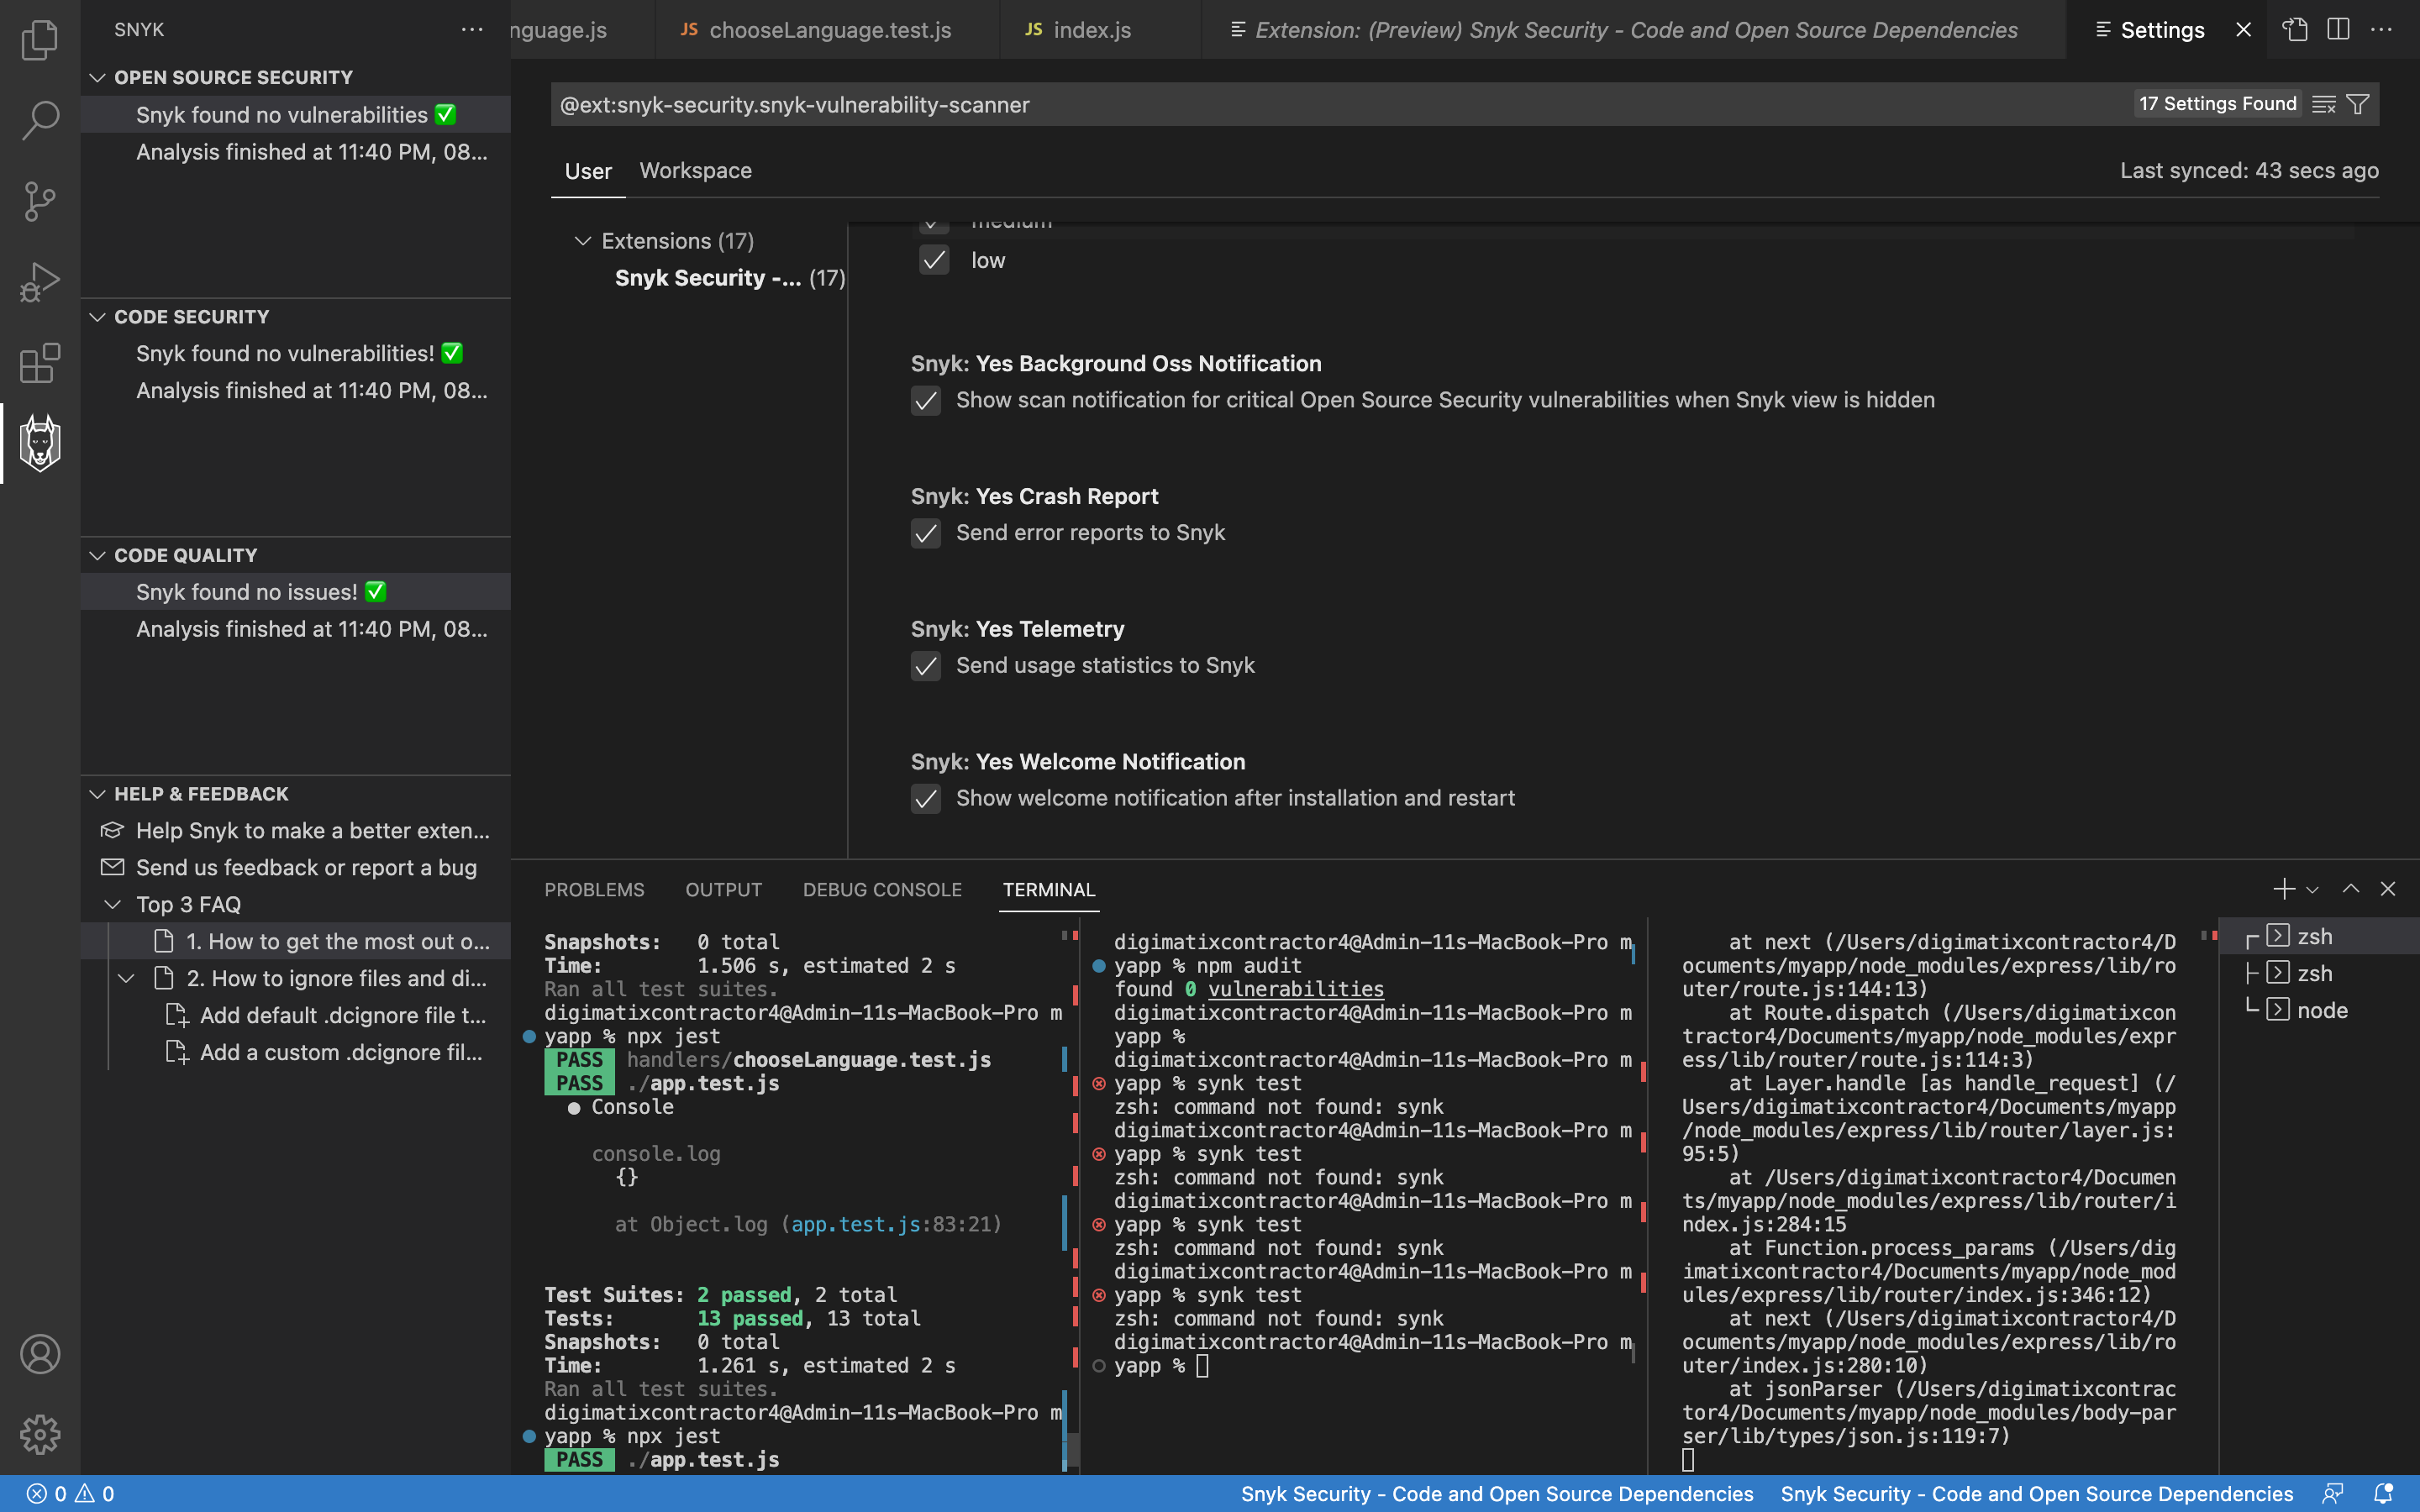 SNYK
OPEN SOURCE SECURITY
Snyk found no vulnerabilities ✅
Analysis finished at 11:40 PM, 08...
CODE SECURITY
Snyk found no vulnerabilities! ✅
Analysis finished at 11:40 PM, 08...
CODE QUALITY
Snyk found no issues! ✅
Analysis finished at 11:40 PM, 08...
HELP & FEEDBACK
Help Snyk to make a better exten...
Send us feedback or report a bug
Top 3 FAQ
1. How to get the most out o...
2. How to ignore files and di...
Add default .dcignore file t...
Add a custom .dcignore fil...
nguage.js
JS chooseLanguage.test.js
JS index.js
Extension: (Preview) Snyk Security - Code and Open Source Dependencies
Settings
@ext:snyk-security.snyk-vulnerability-scanner
17 Settings Found
User
Workspace
Last synced: 43 secs ago
Extensions (17)
Snyk Security -... (17)
medium
low
Snyk: Yes Background Oss Notification
Show scan notification for critical Open Source Security vulnerabilities when Snyk view is hidden
Snyk: Yes Crash Report
Send error reports to Snyk
Snyk: Yes Telemetry
Send usage statistics to Snyk
Snyk: Yes Welcome Notification
Show welcome notification after installation and restart
PROBLEMS OUTPUT DEBUG CONSOLE TERMINAL
Snapshots: 0 total
Time: 1.506 s, estimated 2 s
Ran all test suites.
digimatixcontractor4@Admin-11s-MacBook-Pro m
yapp % npx jest
PASS handlers/chooseLanguage.test.js
PASS ./app.test.js
● Console
console.log
{}
at Object.log (app.test.js:83:21)
Test Suites: 2 passed, 2 total
Tests: 13 passed, 13 total
Snapshots: 0 total
Time: 1.261 s, estimated 2 s
Ran all test suites.
digimatixcontractor4@Admin-11s-MacBook-Pro m
yapp % npx jest
PASS ./app.test.js
digimatixcontractor4@Admin-11s-MacBook-Pro m
yapp % npm audit
found 0 vulnerabilities
digimatixcontractor4@Admin-11s-MacBook-Pro m
yapp %
digimatixcontractor4@Admin-11s-MacBook-Pro m
yapp % synk test
zsh: command not found: synk
digimatixcontractor4@Admin-11s-MacBook-Pro m
yapp % synk test
zsh: command not found: synk
digimatixcontractor4@Admin-11s-MacBook-Pro m
yapp % synk test
zsh: command not found: synk
digimatixcontractor4@Admin-11s-MacBook-Pro m
yapp % synk test
zsh: command not found: synk
digimatixcontractor4@Admin-11s-MacBook-Pro m
yapp %
at next (/Users/digimatixcontractor4/D
ocuments/myapp/node_modules/express/lib/ro
uter/route.js:144:13)
at Route.dispatch (/Users/digimatixcon
tractor4/Documents/myapp/node_modules/expr
ess/lib/router/route.js:114:3)
at Layer.handle [as handle_request] (/
Users/digimatixcontractor4/Documents/myapp
/node_modules/express/lib/router/layer.js:
95:5)
at /Users/digimatixcontractor4/Documen
ts/myapp/node_modules/express/lib/router/i
ndex.js:284:15
at Function.process_params (/Users/dig
imatixcontractor4/Documents/myapp/node_mod
ules/express/lib/router/index.js:346:12)
at next (/Users/digimatixcontractor4/D
ocuments/myapp/node_modules/express/lib/ro
uter/index.js:280:10)
at jsonParser (/Users/digimatixcontrac
tor4/Documents/myapp/node_modules/body-par
ser/lib/types/json.js:119:7)
zsh
zsh
node
0 0
Snyk Security - Code and Open Source Dependencies
Snyk Security - Code and Open Source Dependencies